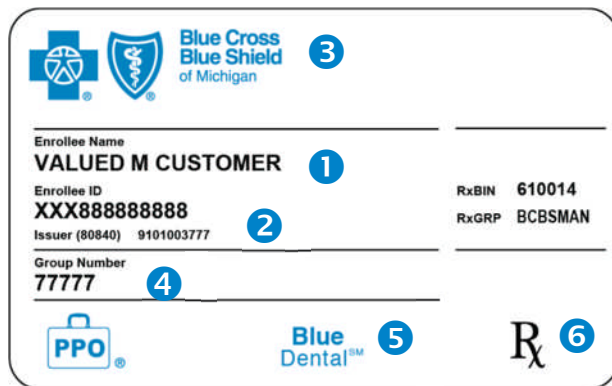 Blue Cross
Blue Shield
of Michigan
3
® ®
Enrollee Name
VALUED M CUSTOMER
1
Enrollee ID
XXX888888888
Issuer (80840) 9101003777
2
RxBIN 610014
RxGRP BCBSMAN
Group Number
77777
4
PPO ®
Blue
Dental℠
5
Rx
6